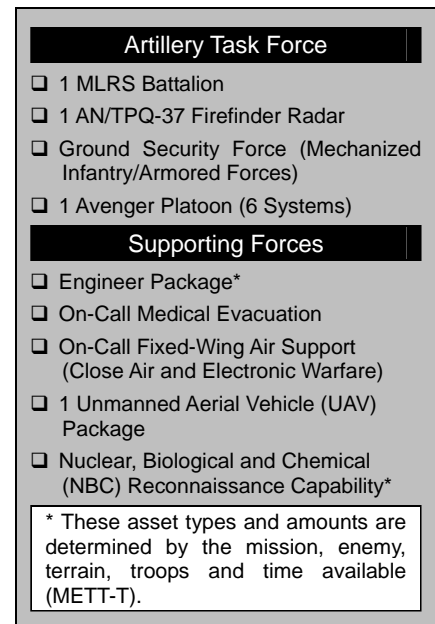 Artillery Task Force
❑ 1 MLRS Battalion
❑ 1 AN/TPQ-37 Firefinder Radar
❑ Ground Security Force (Mechanized
Infantry/Armored Forces)
❑ 1 Avenger Platoon (6 Systems)
Supporting Forces
❑ Engineer Package*
❑ On-Call Medical Evacuation
❑ On-Call Fixed-Wing Air Support
(Close Air and Electronic Warfare)
❑ 1 Unmanned Aerial Vehicle (UAV)
Package
❑ Nuclear, Biological and Chemical
(NBC) Reconnaissance Capability*
* These asset types and amounts are
determined by the mission, enemy,
terrain, troops and time available
(METT-T).